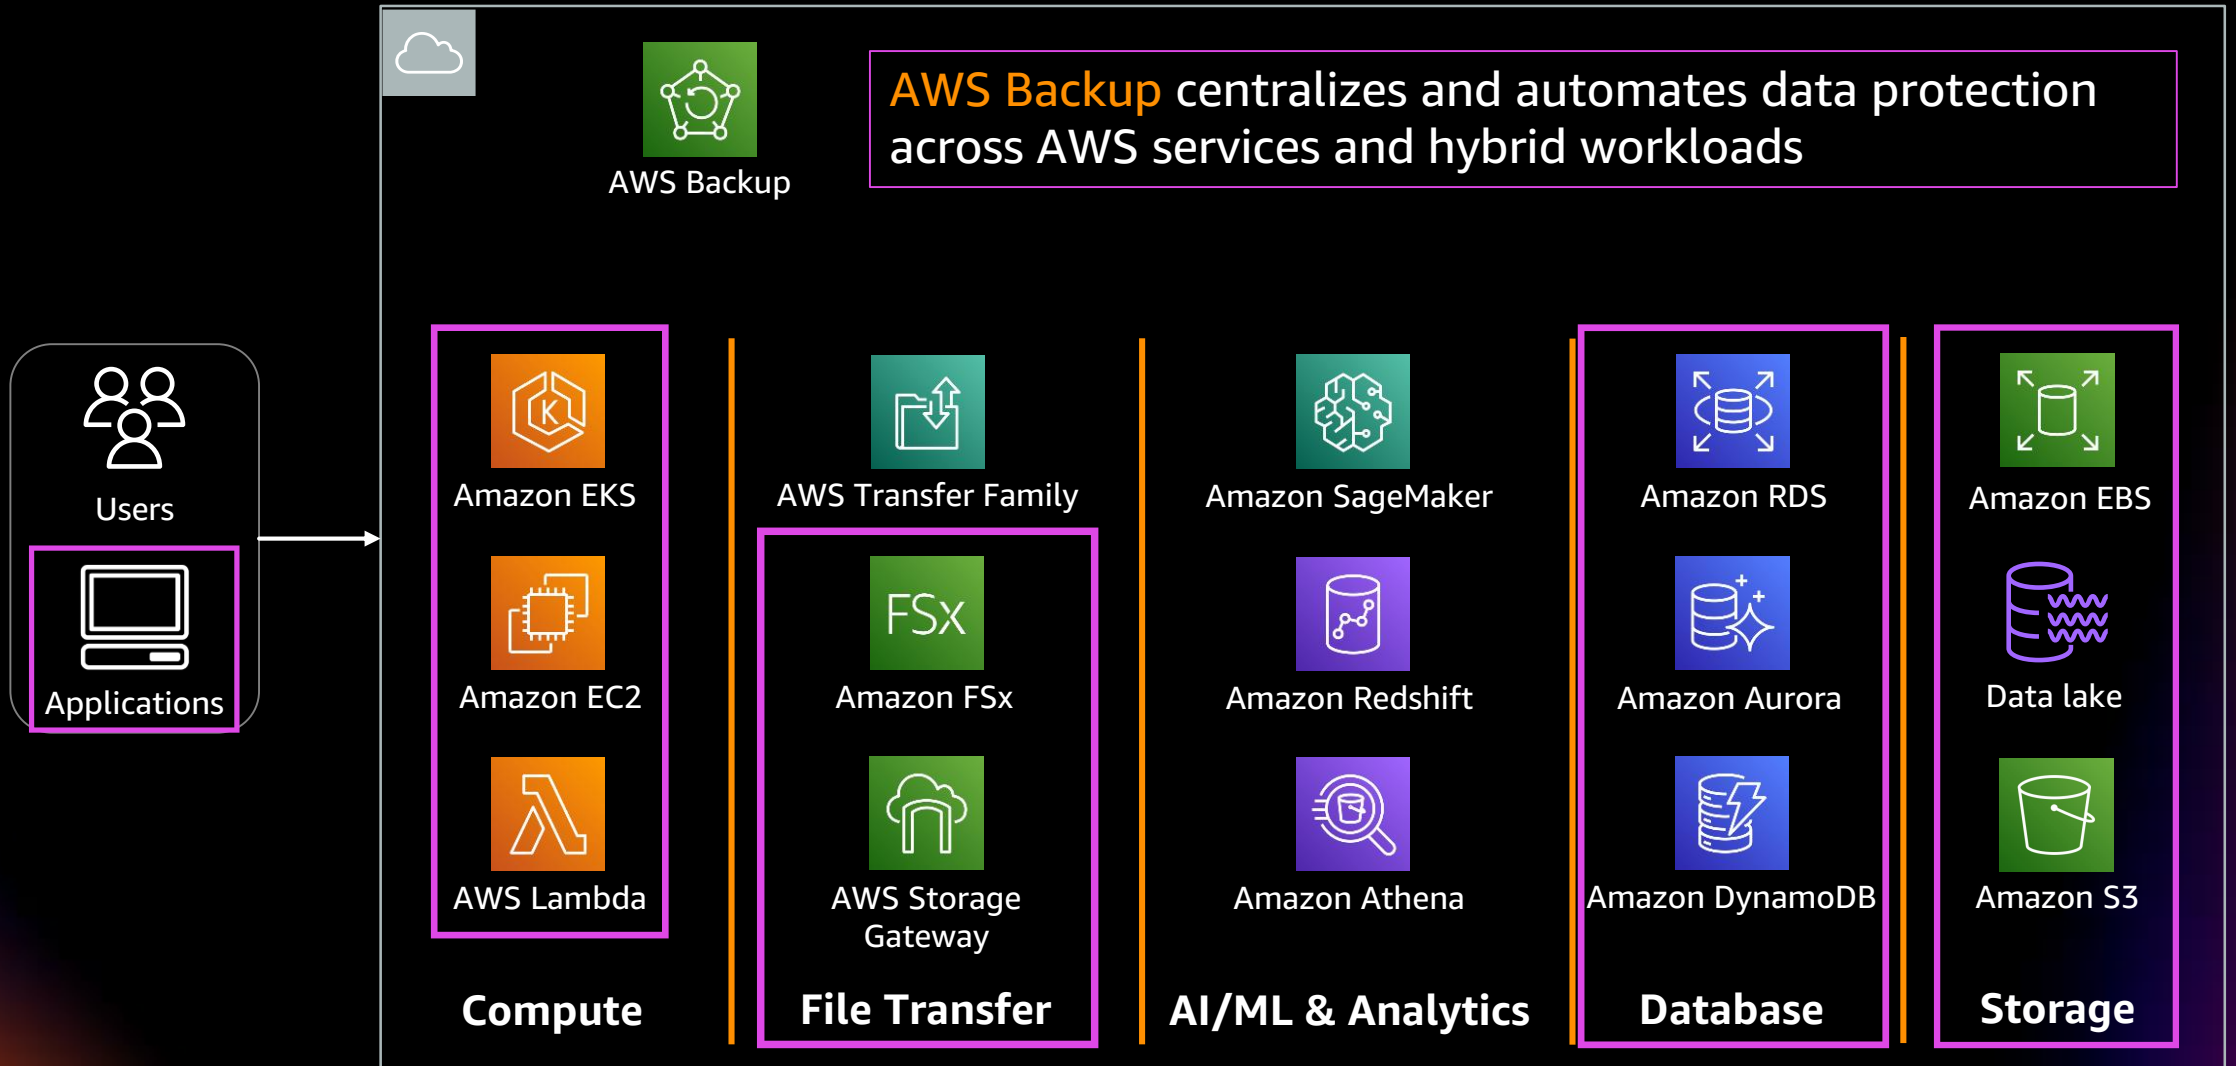 AWS Backup
AWS Backup centralizes and automates data protection
across AWS services and hybrid workloads
Users
Applications
Amazon EKS
Amazon EC2
AWS Lambda
Compute
AWS Transfer Family
FSx
Amazon FSx
AWS Storage
Gateway
File Transfer
Amazon SageMaker
Amazon Redshift
Amazon Athena
AI/ML & Analytics
Amazon RDS
Amazon Aurora
Amazon DynamoDB
Database
Amazon EBS
Data lake
Amazon S3
Storage
K